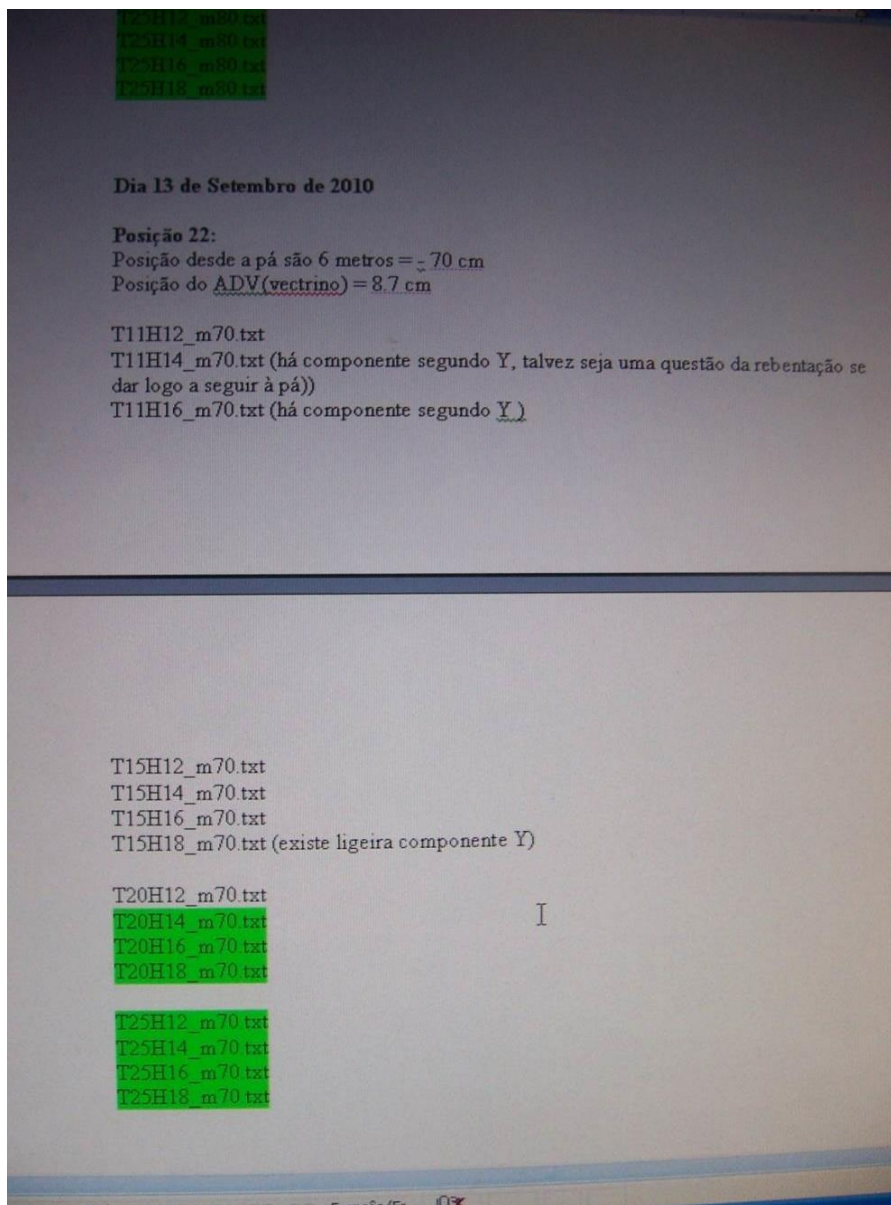 T25H12_m80.txt
T25H14_m80.txt
T25H16_m80.txt
T25H18_m80.txt
Dia 13 de Setembro de 2010
Posição 22:
Posição desde a pá são 6 metros = - 70 cm
Posição do ADV(vectrino) = 8.7 cm
T11H12_m70.txt
T11H14_m70.txt (há componente segundo Y, talvez seja uma questão da rebentação se
dar logo a seguir à pá))
T11H16_m70.txt (há componente segundo Y )
T15H12_m70.txt
T15H14_m70.txt
T15H16_m70.txt
T15H18_m70.txt (existe ligeira componente Y)
T20H12_m70.txt
T20H14_m70.txt
T20H16_m70.txt
T20H18_m70.txt
T25H12_m70.txt
T25H14_m70.txt
T25H16_m70.txt
T25H18_m70.txt